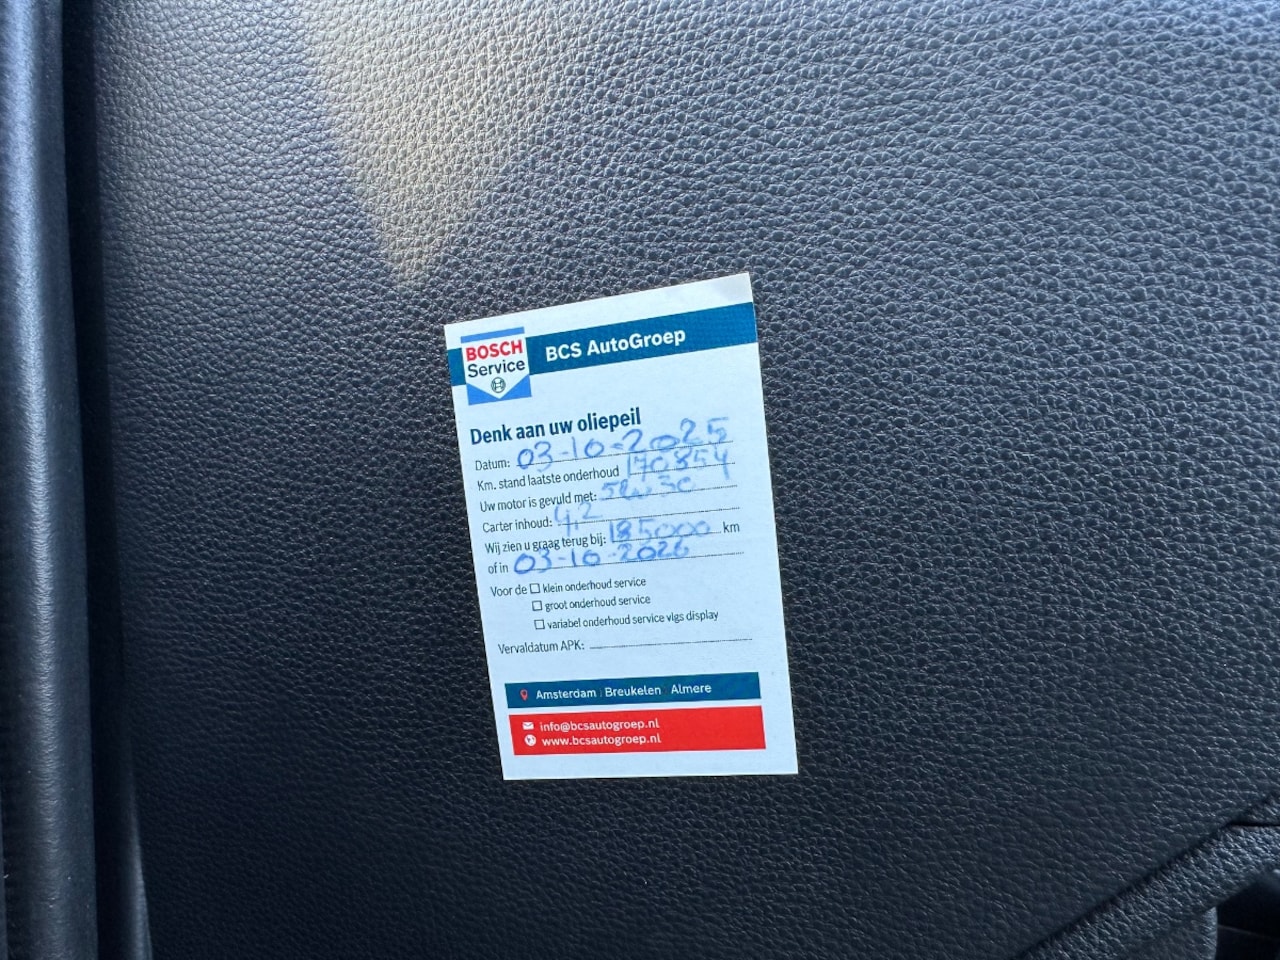 BOSCH
Service
BCS AutoGroep
Denk aan uw oliepeil
Datum: 03-10-2025
Km. stand laatste onderhoud 170854
Uw motor is gevuld met: 5W30
Carter inhoud: 4,2
Wij zien u graag terug bij: 185000 km
of in 03-10-2026
Voor de ☐ klein onderhoud service
☐ groot onderhoud service
☐ variabel onderhoud service vlgs display
Vervaldatum APK:
Amsterdam Breukelen Almere
info@bcsautogroep.nl
www.bcsautogroep.nl